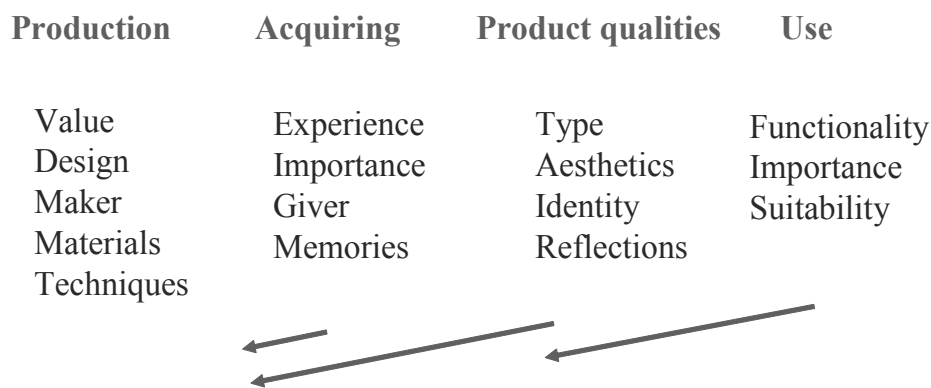 Production Acquiring Product qualities Use
Value Experience Type Functionality
Design Importance Aesthetics Importance
Maker Giver Identity Suitability
Materials Memories Reflections
Techniques